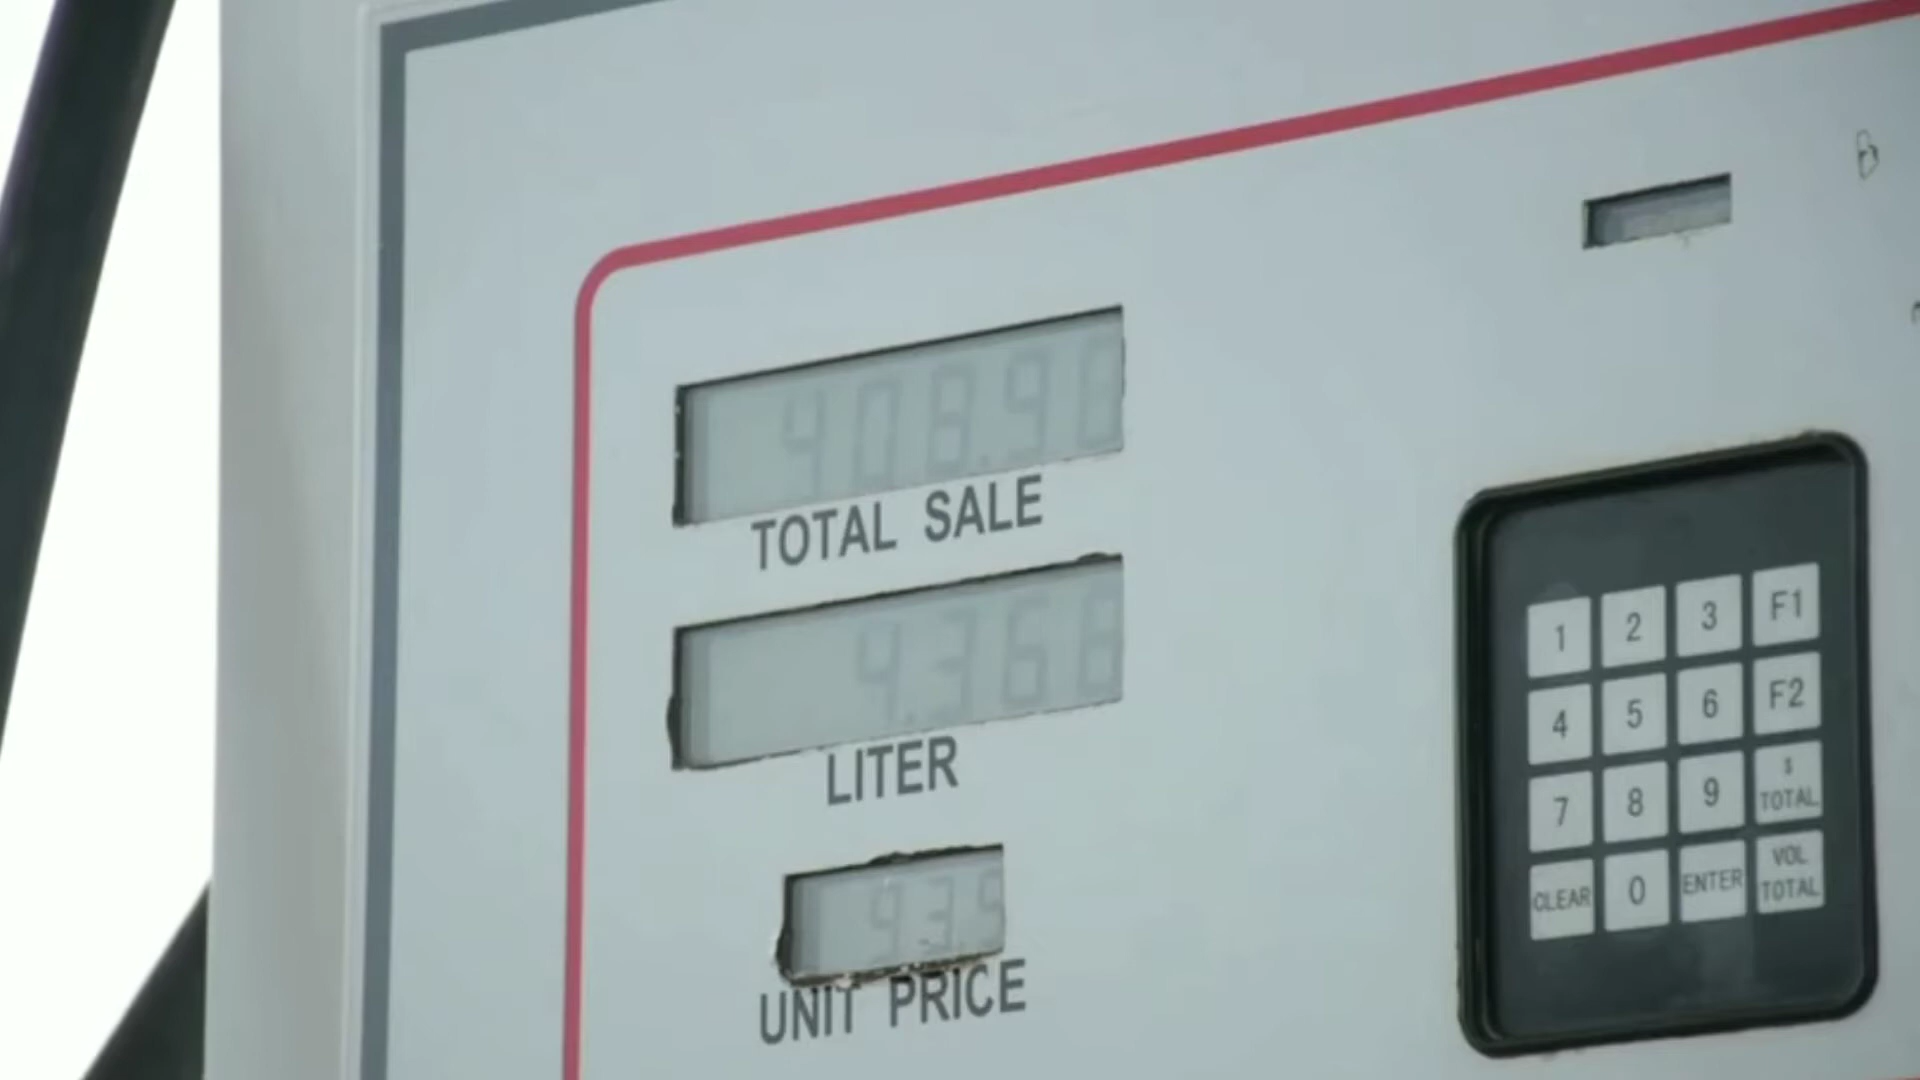 408.90
TOTAL SALE
4.368
LITER
93.
UNIT PRICE
1 2 3 F1
4 5 6 F2
7 8 9 $ TOTAL
CLEAR 0 ENTER VOL TOTAL